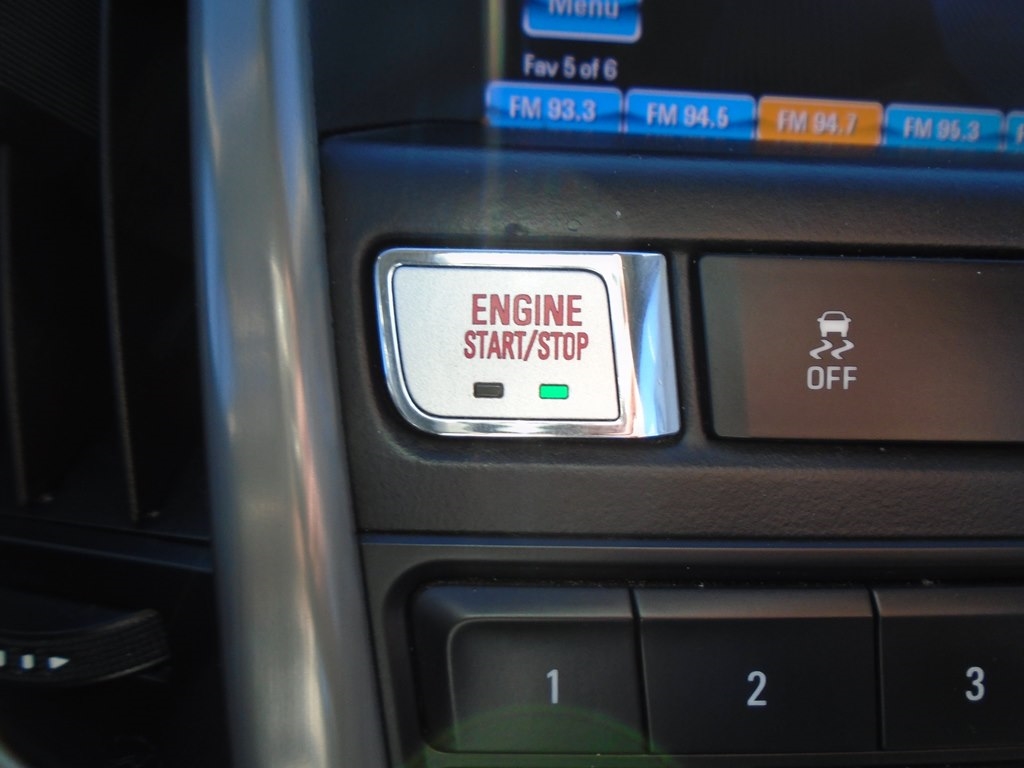 Menu
Fav 5 of 6
FM 93.3 FM 94.5 FM 94.7 FM 95.3
ENGINE
START/STOP
OFF
1 2 3